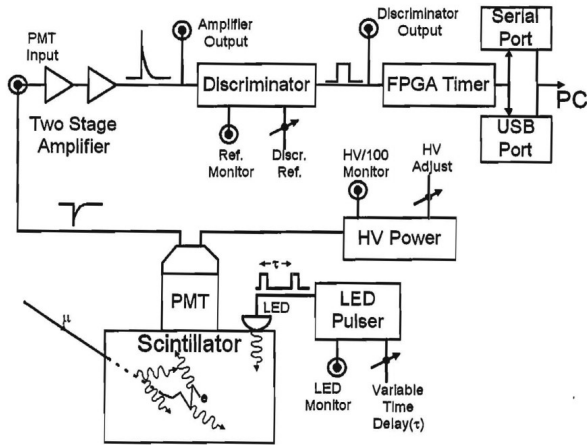 PMT
Input
Amplifier
Output
Discriminator
Output
Serial
Port
Discriminator
FPGA Timer
PC
Two Stage
Amplifier
USB
Port
Ref.
Monitor
Discr.
Ref.
HV/100
Monitor
HV
Adjust
HV Power
PMT
←τ→
LED
LED
Pulser
μ
Scintillator
e
LED
Monitor
Variable
Time
Delay(τ)